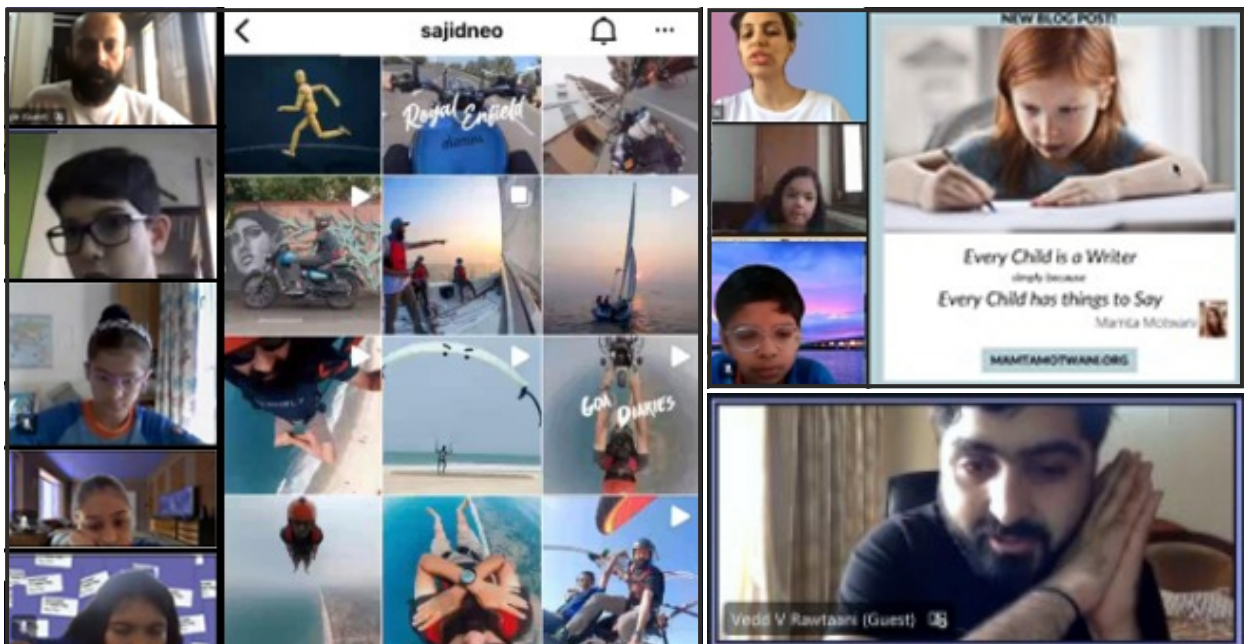 sajidneo
Royal Enfield
GOA DIARIES
NEW BLOG POST!
Every Child is a Writer
simply because
Every Child has things to Say
Mamta Motwani
MAMTAMOTWANI.ORG
Vedd V Rawtaani (Guest)